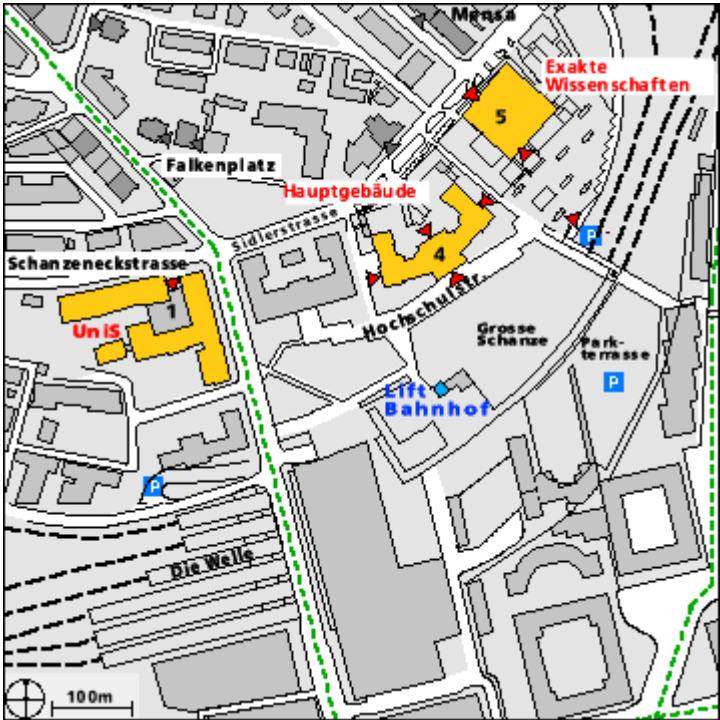 Mensa
Exakte
Wissenschaften
5
Falkenplatz
Hauptgebäude
Sidlerstrasse
P
4
Schanzeneckstrasse
1
UniS
Hochschulstr.
Grosse
Schanze
Park-
terrasse
P
Lift
Bahnhof
P
Die Welle
100m